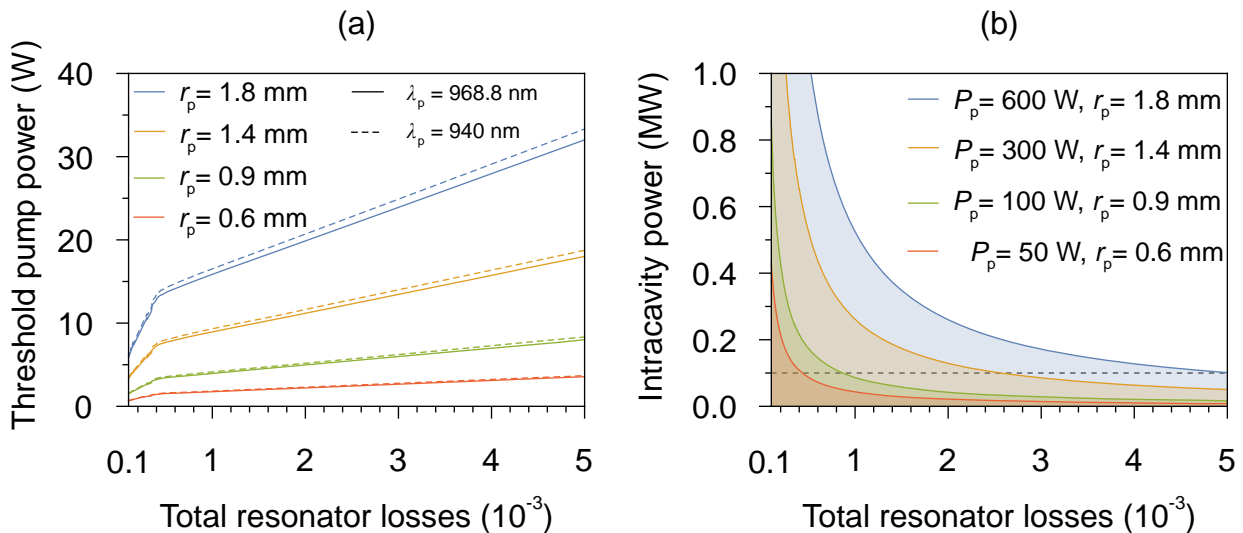 (a)
Threshold pump power (W)
40
30
20
10
0
r_p = 1.8 mm
r_p = 1.4 mm
r_p = 0.9 mm
r_p = 0.6 mm
λ_p = 968.8 nm
λ_p = 940 nm
0.1 1 2 3 4 5
Total resonator losses (10^-3)
(b)
Intracavity power (MW)
1.0
0.8
0.6
0.4
0.2
0.0
P_p = 600 W, r_p = 1.8 mm
P_p = 300 W, r_p = 1.4 mm
P_p = 100 W, r_p = 0.9 mm
P_p = 50 W, r_p = 0.6 mm
0.1 1 2 3 4 5
Total resonator losses (10^-3)